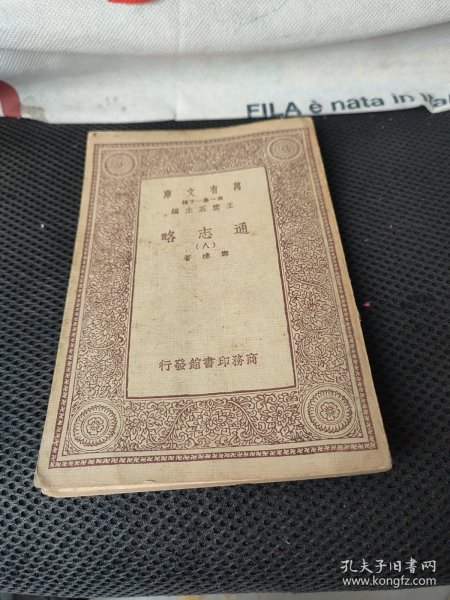 FILA è nata in Ital
萬有文庫
第一集一千種
王雲五主編
通志略
(八)
鄭樵著
商務印書館發行
孔夫子旧书网
www.kongfz.com